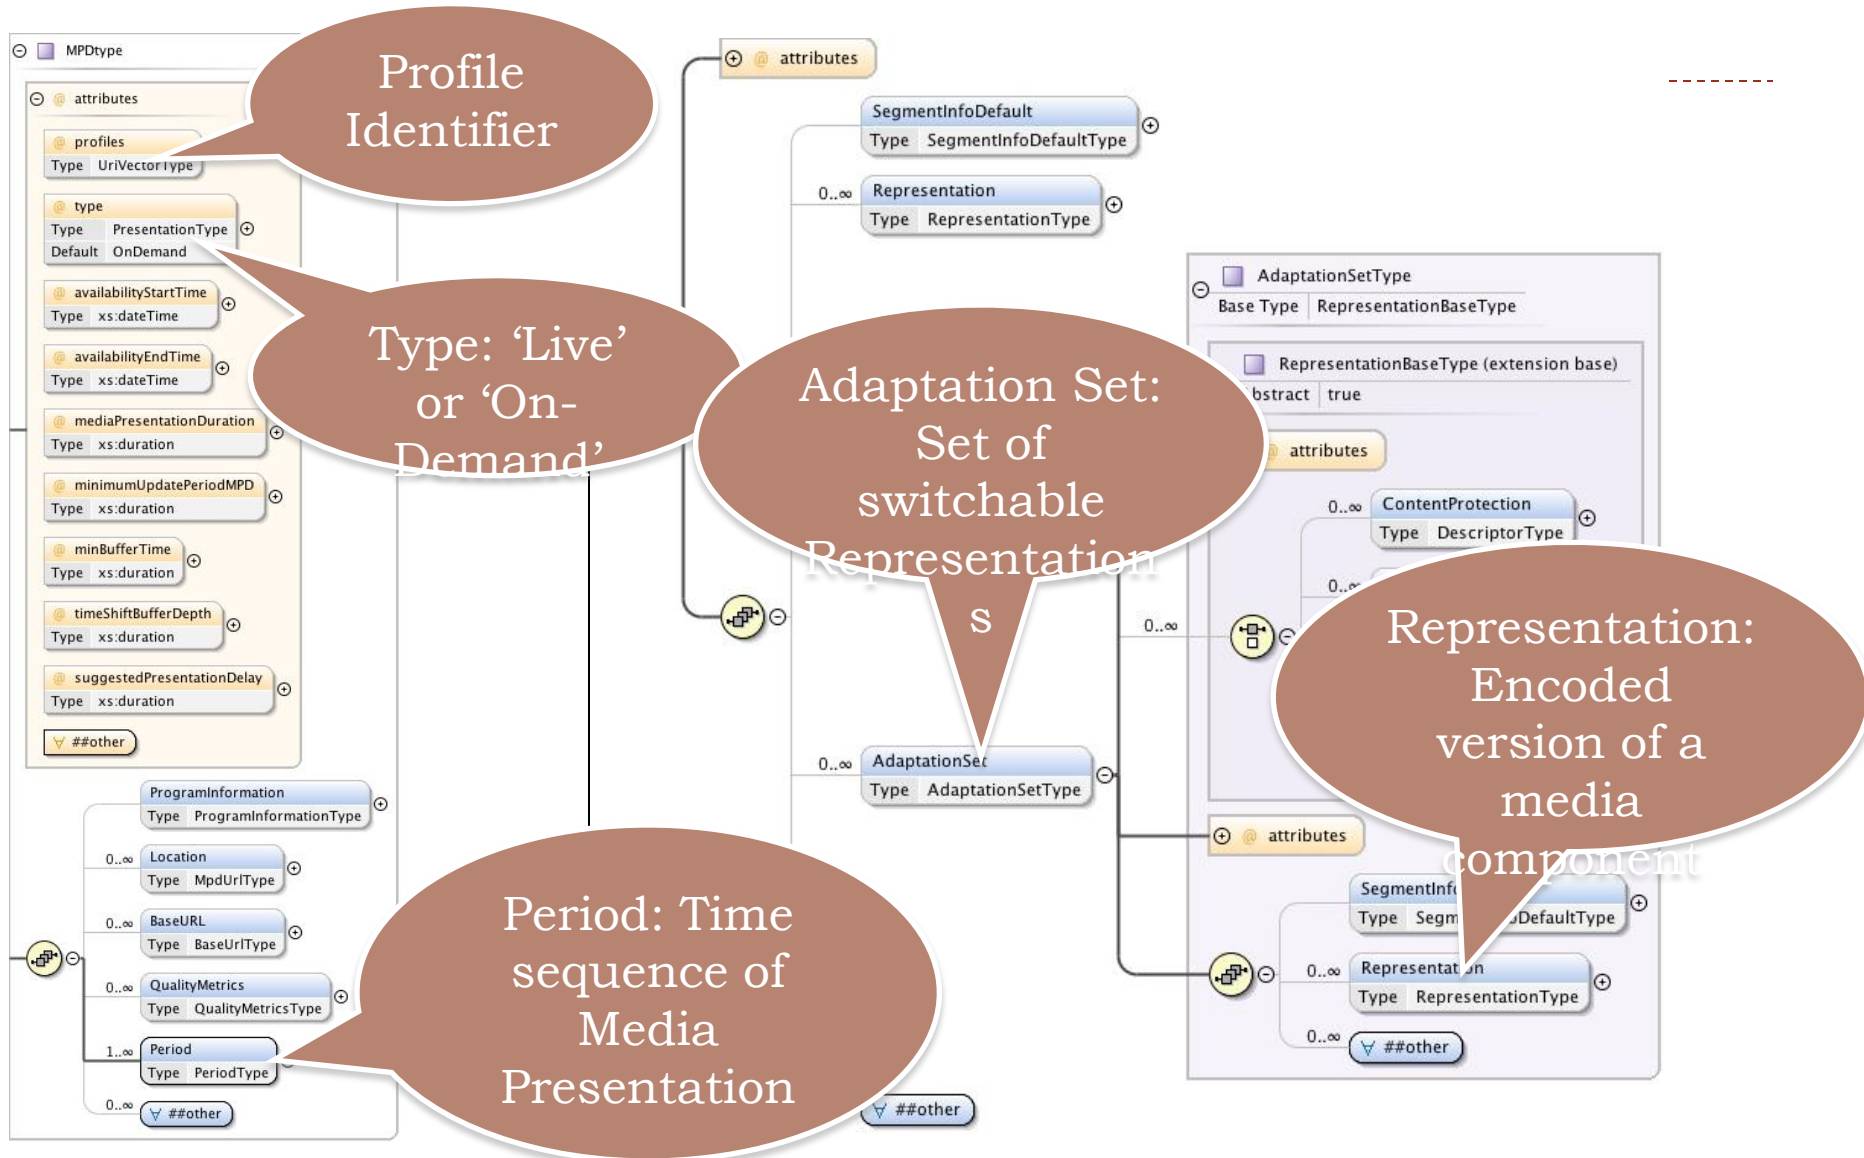 MPDtype
@ attributes
@ profiles
Type UriVectorType
@ type
Type PresentationType
Default OnDemand
@ availabilityStartTime
Type xs:dateTime
@ availabilityEndTime
Type xs:dateTime
@ mediaPresentationDuration
Type xs:duration
@ minimumUpdatePeriodMPD
Type xs:duration
@ minBufferTime
Type xs:duration
@ timeShiftBufferDepth
Type xs:duration
@ suggestedPresentationDelay
Type xs:duration
∀ ##other
ProgramInformation
Type ProgramInformationType
0..∞ Location
Type MpdUrlType
0..∞ BaseURL
Type BaseUrlType
0..∞ QualityMetrics
Type QualityMetricsType
1..∞ Period
Type PeriodType
0..∞ ∀ ##other
Profile
Identifier
Type: ‘Live’
or ‘On-
Demand’
Period: Time
sequence of
Media
Presentation
@ attributes
SegmentInfoDefault
Type SegmentInfoDefaultType
0..∞ Representation
Type RepresentationType
Adaptation Set:
Set of
switchable
Representation
s
0..∞ AdaptationSet
Type AdaptationSetType
∀ ##other
AdaptationSetType
Base Type RepresentationBaseType
RepresentationBaseType (extension base)
true
@ attributes
0..∞ ContentProtection
Type DescriptorType
0..∞
0..∞
Representation:
Encoded
version of a
media
component
@ attributes
Type
0..∞ Representation
Type RepresentationType
0..∞ ∀ ##other